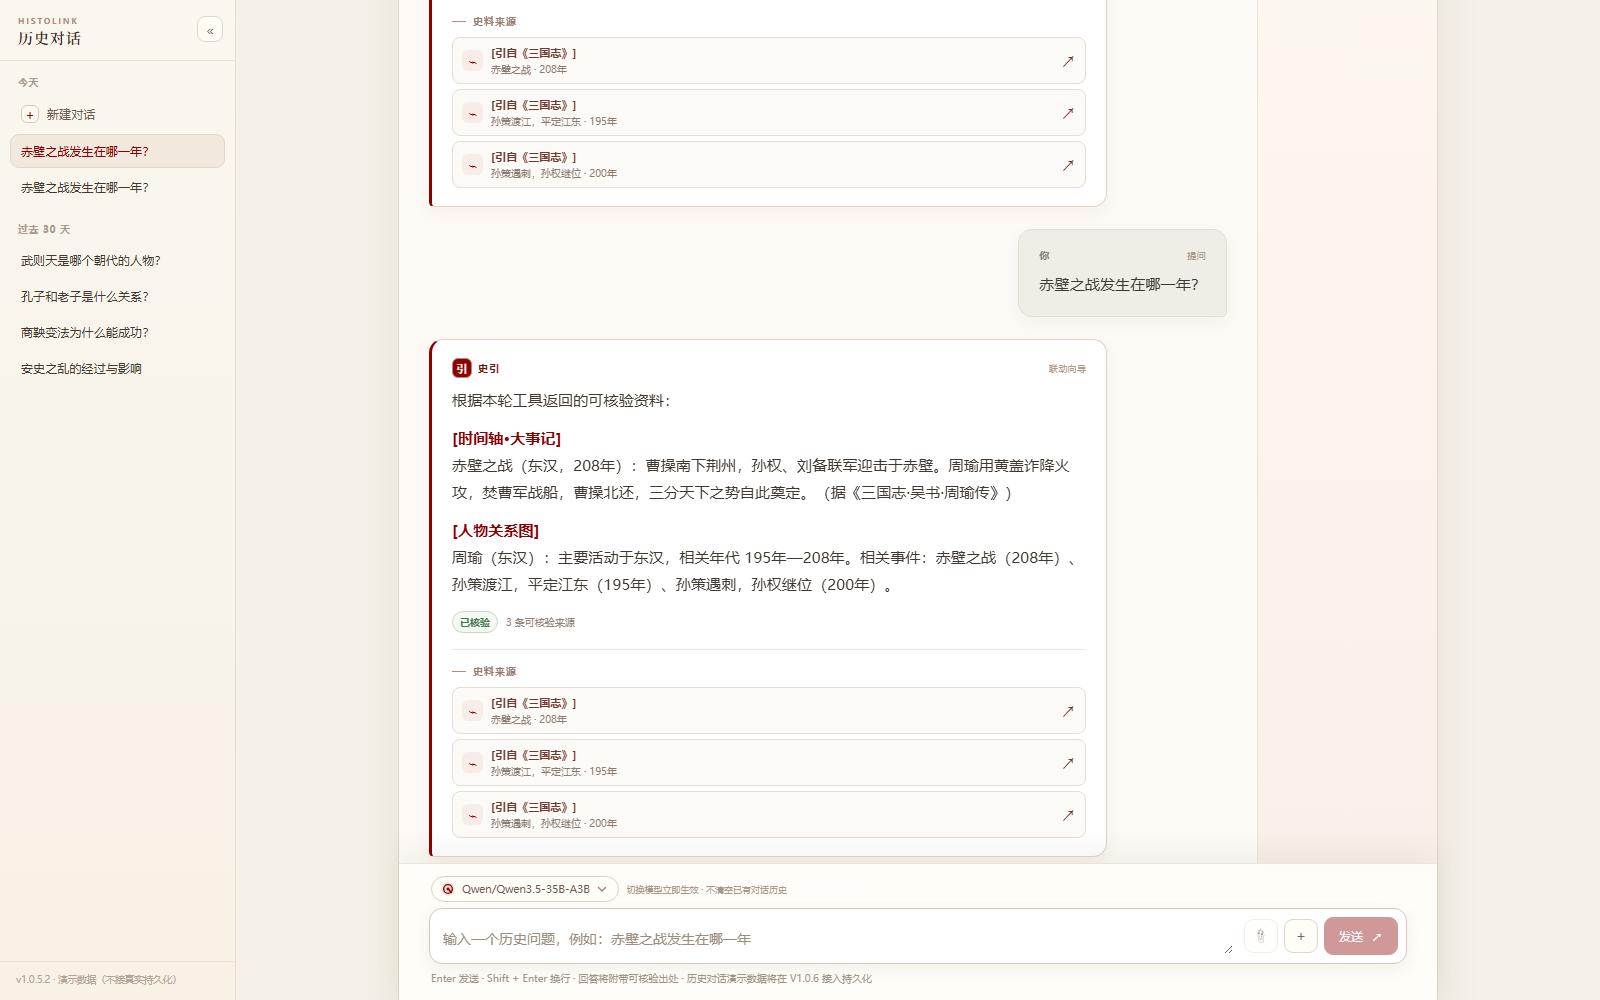 HISTOLINK
历史对话
«
今天
+ 新建对话
赤壁之战发生在哪一年？
赤壁之战发生在哪一年？
过去 30 天
武则天是哪个朝代的人物？
孔子和老子是什么关系？
商鞅变法为什么能成功？
安史之乱的经过与影响
v1.0.5.2 · 演示数据（不接真实持久化）
史料来源
[引自《三国志》]
赤壁之战 · 208年
↗
[引自《三国志》]
孙策渡江，平定江东 · 195年
↗
[引自《三国志》]
孙策遇刺，孙权继位 · 200年
↗
你 提问
赤壁之战发生在哪一年？
引 史引 联动向导
根据本轮工具返回的可核验资料：
[时间轴·大事记]
赤壁之战（东汉，208年）：曹操南下荆州，孙权、刘备联军迎击于赤壁。周瑜用黄盖诈降火
攻，焚曹军战船，曹操北还，三分天下之势自此奠定。（据《三国志·吴书·周瑜传》）
[人物关系图]
周瑜（东汉）：主要活动于东汉，相关年代 195年—208年。相关事件：赤壁之战（208年）、
孙策渡江，平定江东（195年）、孙策遇刺，孙权继位（200年）。
已核验 3 条可核验来源
史料来源
[引自《三国志》]
赤壁之战 · 208年
↗
[引自《三国志》]
孙策渡江，平定江东 · 195年
↗
[引自《三国志》]
孙策遇刺，孙权继位 · 200年
↗
Qwen/Qwen3.5-35B-A3B 切换模型立即生效 · 不清空已有对话历史
输入一个历史问题，例如：赤壁之战发生在哪一年
+
发送 ↗
Enter 发送 · Shift + Enter 换行 · 回答将附带可核验出处 · 历史对话演示数据将在 V1.0.6 接入持久化